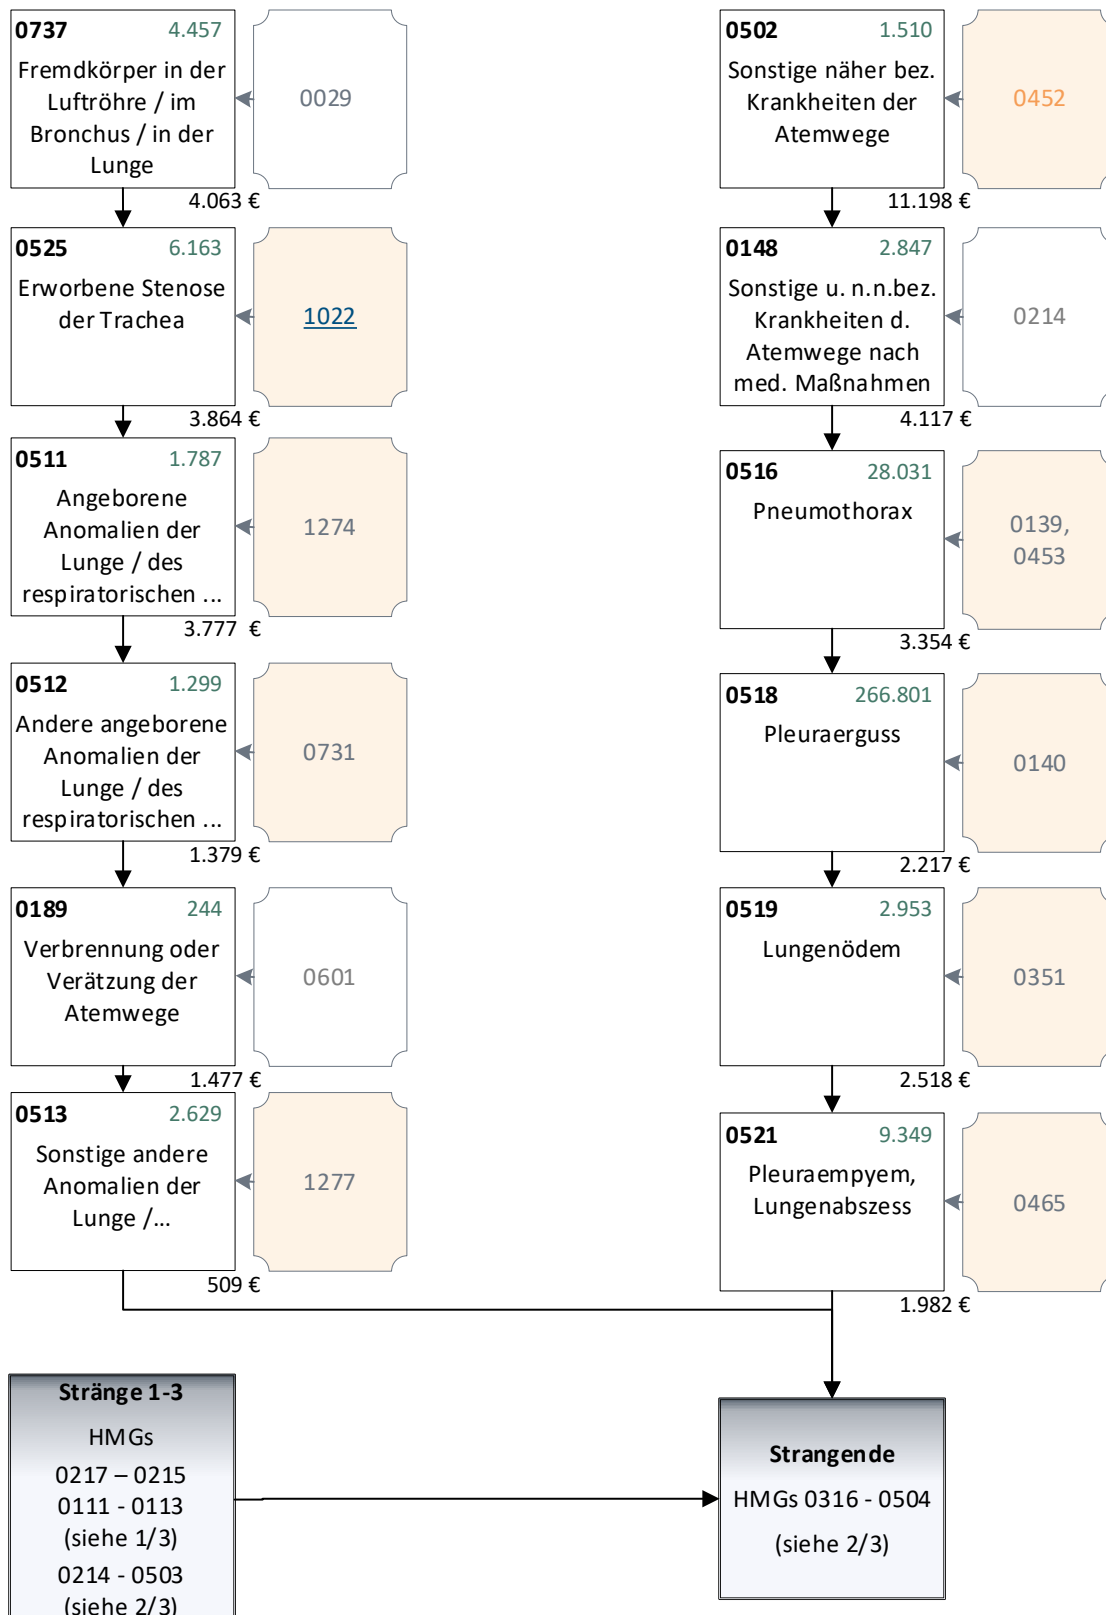 0737 4.457
Fremdkörper in der
Luftröhre / im
Bronchus / in der
Lunge
0029
4.063 €
0525 6.163
Erworbene Stenose
der Trachea
1022
3.864 €
0511 1.787
Angeborene
Anomalien der
Lunge / des
respiratorischen ...
1274
3.777 €
0512 1.299
Andere angeborene
Anomalien der
Lunge / des
respiratorischen ...
0731
1.379 €
0189 244
Verbrennung oder
Verätzung der
Atemwege
0601
1.477 €
0513 2.629
Sonstige andere
Anomalien der
Lunge /...
1277
509 €
0502 1.510
Sonstige näher bez.
Krankheiten der
Atemwege
0452
11.198 €
0148 2.847
Sonstige u. n.n.bez.
Krankheiten d.
Atemwege nach
med. Maßnahmen
0214
4.117 €
0516 28.031
Pneumothorax
0139,
0453
3.354 €
0518 266.801
Pleuraerguss
0140
2.217 €
0519 2.953
Lungenödem
0351
2.518 €
0521 9.349
Pleuraempyem,
Lungenabszess
0465
1.982 €
Stränge 1-3
HMGs
0217 – 0215
0111 - 0113
(siehe 1/3)
0214 - 0503
(siehe 2/3)
Strangende
HMGs 0316 - 0504
(siehe 2/3)